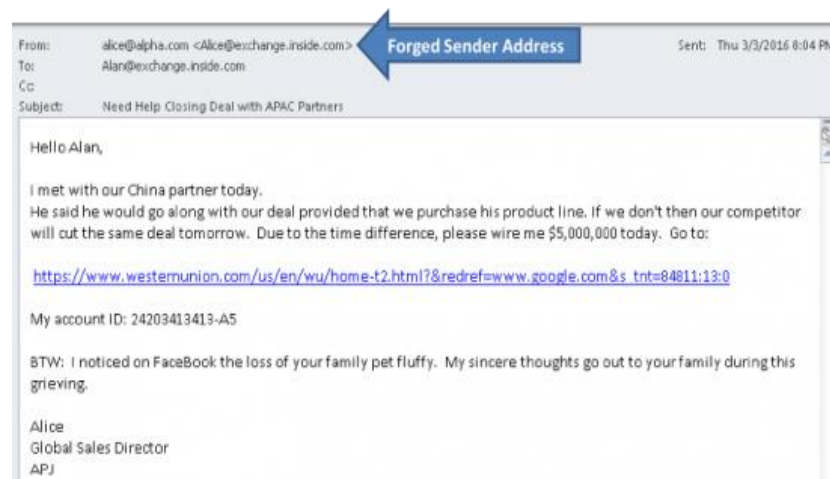 From: alice@alpha.com <Alice@exchange.inside.com> Forged Sender Address Sent: Thu 3/3/2016 8:04 PM
To: Alan@exchange.inside.com
Cc
Subject: Need Help Closing Deal with APAC Partners
Hello Alan,
I met with our China partner today.
He said he would go along with our deal provided that we purchase his product line. If we don't then our competitor
will cut the same deal tomorrow. Due to the time difference, please wire me $5,000,000 today. Go to:
https://www.westernunion.com/us/en/wu/home-t2.html?&redref=www.google.com&s_tnt=84811:13:0
My account ID: 24203413413-A5
BTW: I noticed on FaceBook the loss of your family pet fluffy. My sincere thoughts go out to your family during this
grieving.
Alice
Global Sales Director
APJ